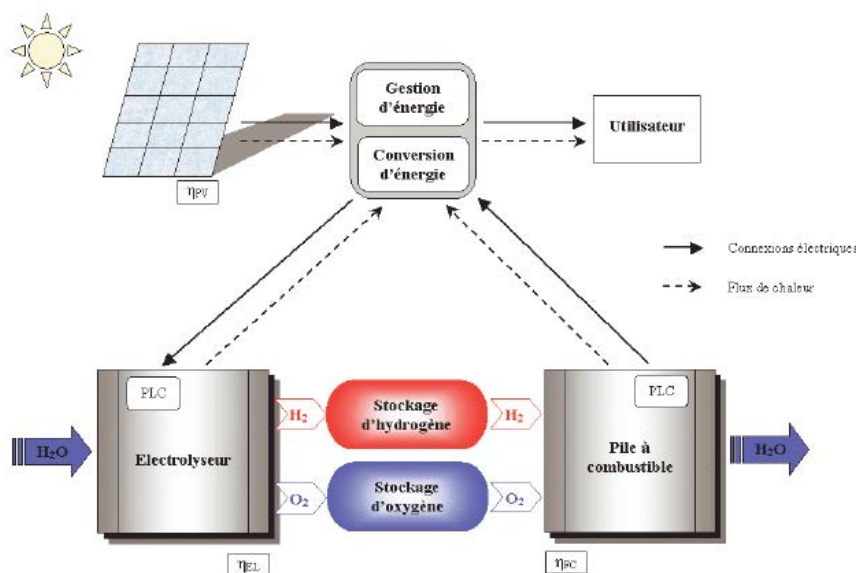 Gestion
d'énergie
Conversion
d'énergie
Utilisateur
ηPV
Connexions électriques
Flux de chaleur
PLC
PLC
H₂
Stockage
d'hydrogène
H₂
H₂O
Electrolyseur
Pile à
combustible
H₂O
O₂
Stockage
d'oxygène
O₂
ηEL
ηFC